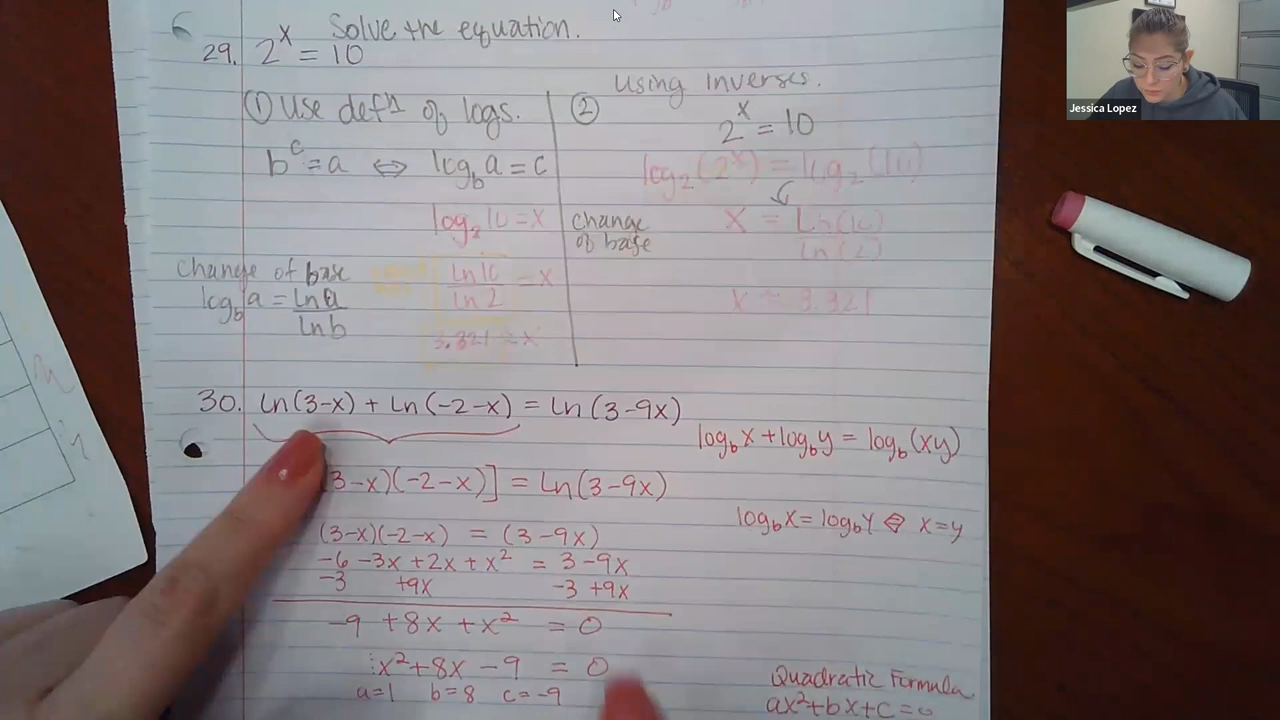 Solve the equation.
29. 2^x = 10
① Use def'n of logs.
b^c = a ⇔ log_b a = c
log_2 10 = x
Change of base
log_b a = ln a / ln b
ln 10 / ln 2 = x
3.321 ≈ x
② using inverses.
2^x = 10
log_2(2^x) = log_2(10)
change of base
x = ln(10) / ln(2)
x ≈ 3.321
30. ln(3-x) + ln(-2-x) = ln(3-9x)
log_b x + log_b y = log_b(xy)
3-x)(-2-x)] = ln(3-9x)
log_b x = log_b y ⇔ x=y
(3-x)(-2-x) = (3-9x)
-6 -3x +2x + x² = 3-9x
-3 +9x -3 +9x
-9 +8x + x² = 0
x² +8x -9 = 0
a=1 b=8 c=-9
Quadratic Formula
ax²+bx+c=0
Jessica Lopez